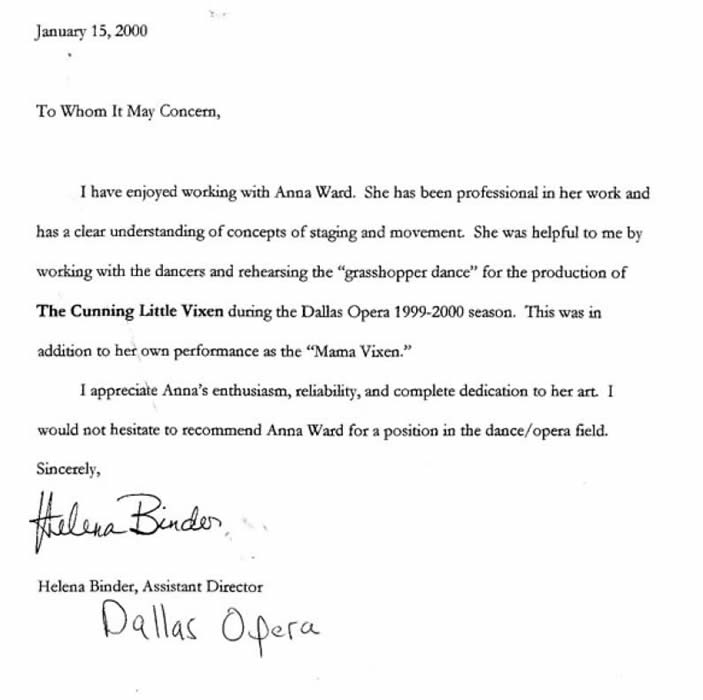 January 15, 2000
To Whom It May Concern,
I have enjoyed working with Anna Ward. She has been professional in her work and
has a clear understanding of concepts of staging and movement. She was helpful to me by
working with the dancers and rehearsing the “grasshopper dance” for the production of
The Cunning Little Vixen during the Dallas Opera 1999-2000 season. This was in
addition to her own performance as the “Mama Vixen.”
I appreciate Anna’s enthusiasm, reliability, and complete dedication to her art. I
would not hesitate to recommend Anna Ward for a position in the dance/opera field.
Sincerely,
Helena Binder
Helena Binder, Assistant Director
Dallas Opera